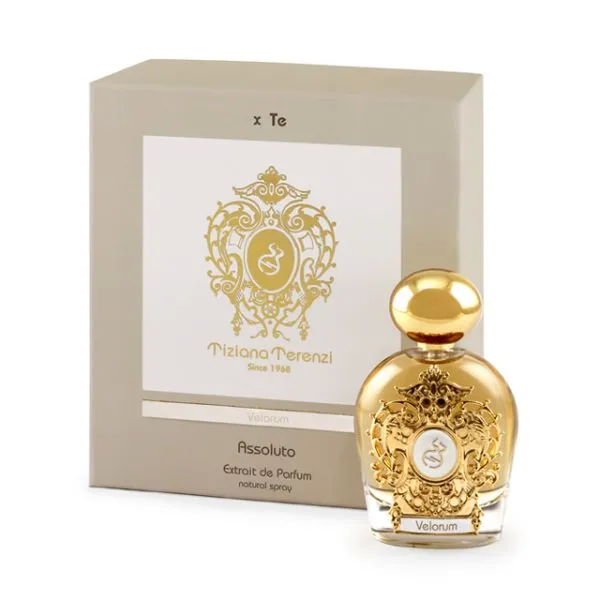 x Te
Tiziana Terenzi
Since 1968
Velorum
Assoluto
Extrait de Parfum
natural spray
Velorum